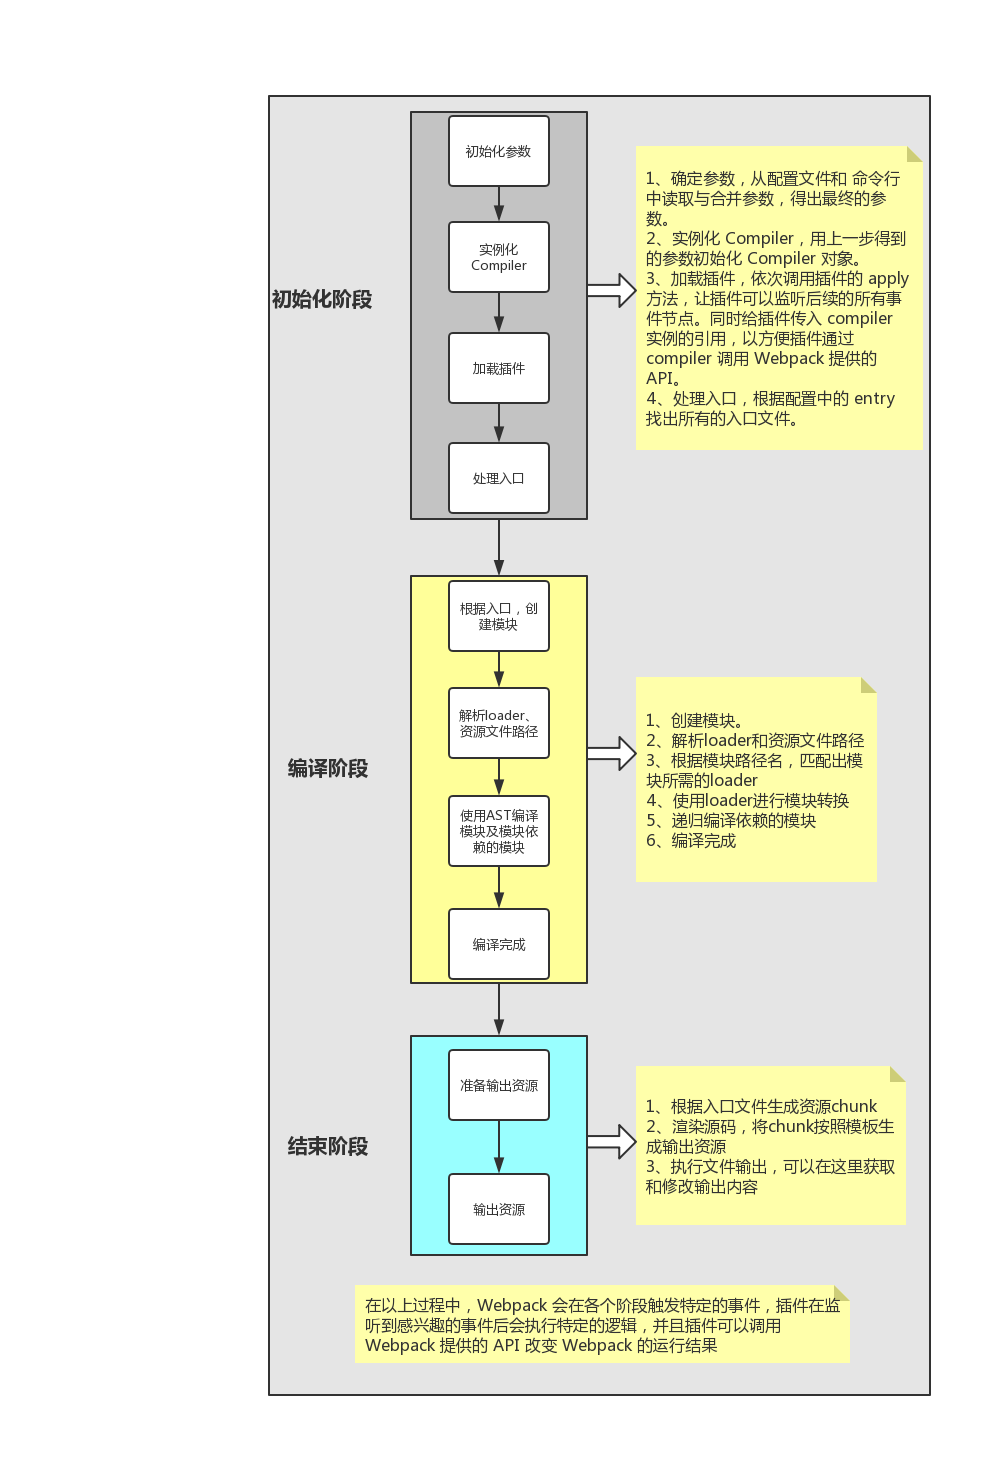 初始化阶段
初始化参数
实例化
Compiler
加载插件
处理入口
1、确定参数，从配置文件和 命令行
中读取与合并参数，得出最终的参
数。
2、实例化 Compiler，用上一步得到
的参数初始化 Compiler 对象。
3、加载插件，依次调用插件的 apply
方法，让插件可以监听后续的所有事
件节点。同时给插件传入 compiler
实例的引用，以方便插件通过
compiler 调用 Webpack 提供的
API。
4、处理入口，根据配置中的 entry
找出所有的入口文件。
编译阶段
根据入口，创
建模块
解析loader、
资源文件路径
使用AST编译
模块及模块依
赖的模块
编译完成
1、创建模块。
2、解析loader和资源文件路径
3、根据模块路径名，匹配出模
块所需的loader
4、使用loader进行模块转换
5、递归编译依赖的模块
6、编译完成
结束阶段
准备输出资源
输出资源
1、根据入口文件生成资源chunk
2、渲染源码，将chunk按照模板生
成输出资源
3、执行文件输出，可以在这里获取
和修改输出内容
在以上过程中，Webpack 会在各个阶段触发特定的事件，插件在监
听到感兴趣的事件后会执行特定的逻辑，并且插件可以调用
Webpack 提供的 API 改变 Webpack 的运行结果